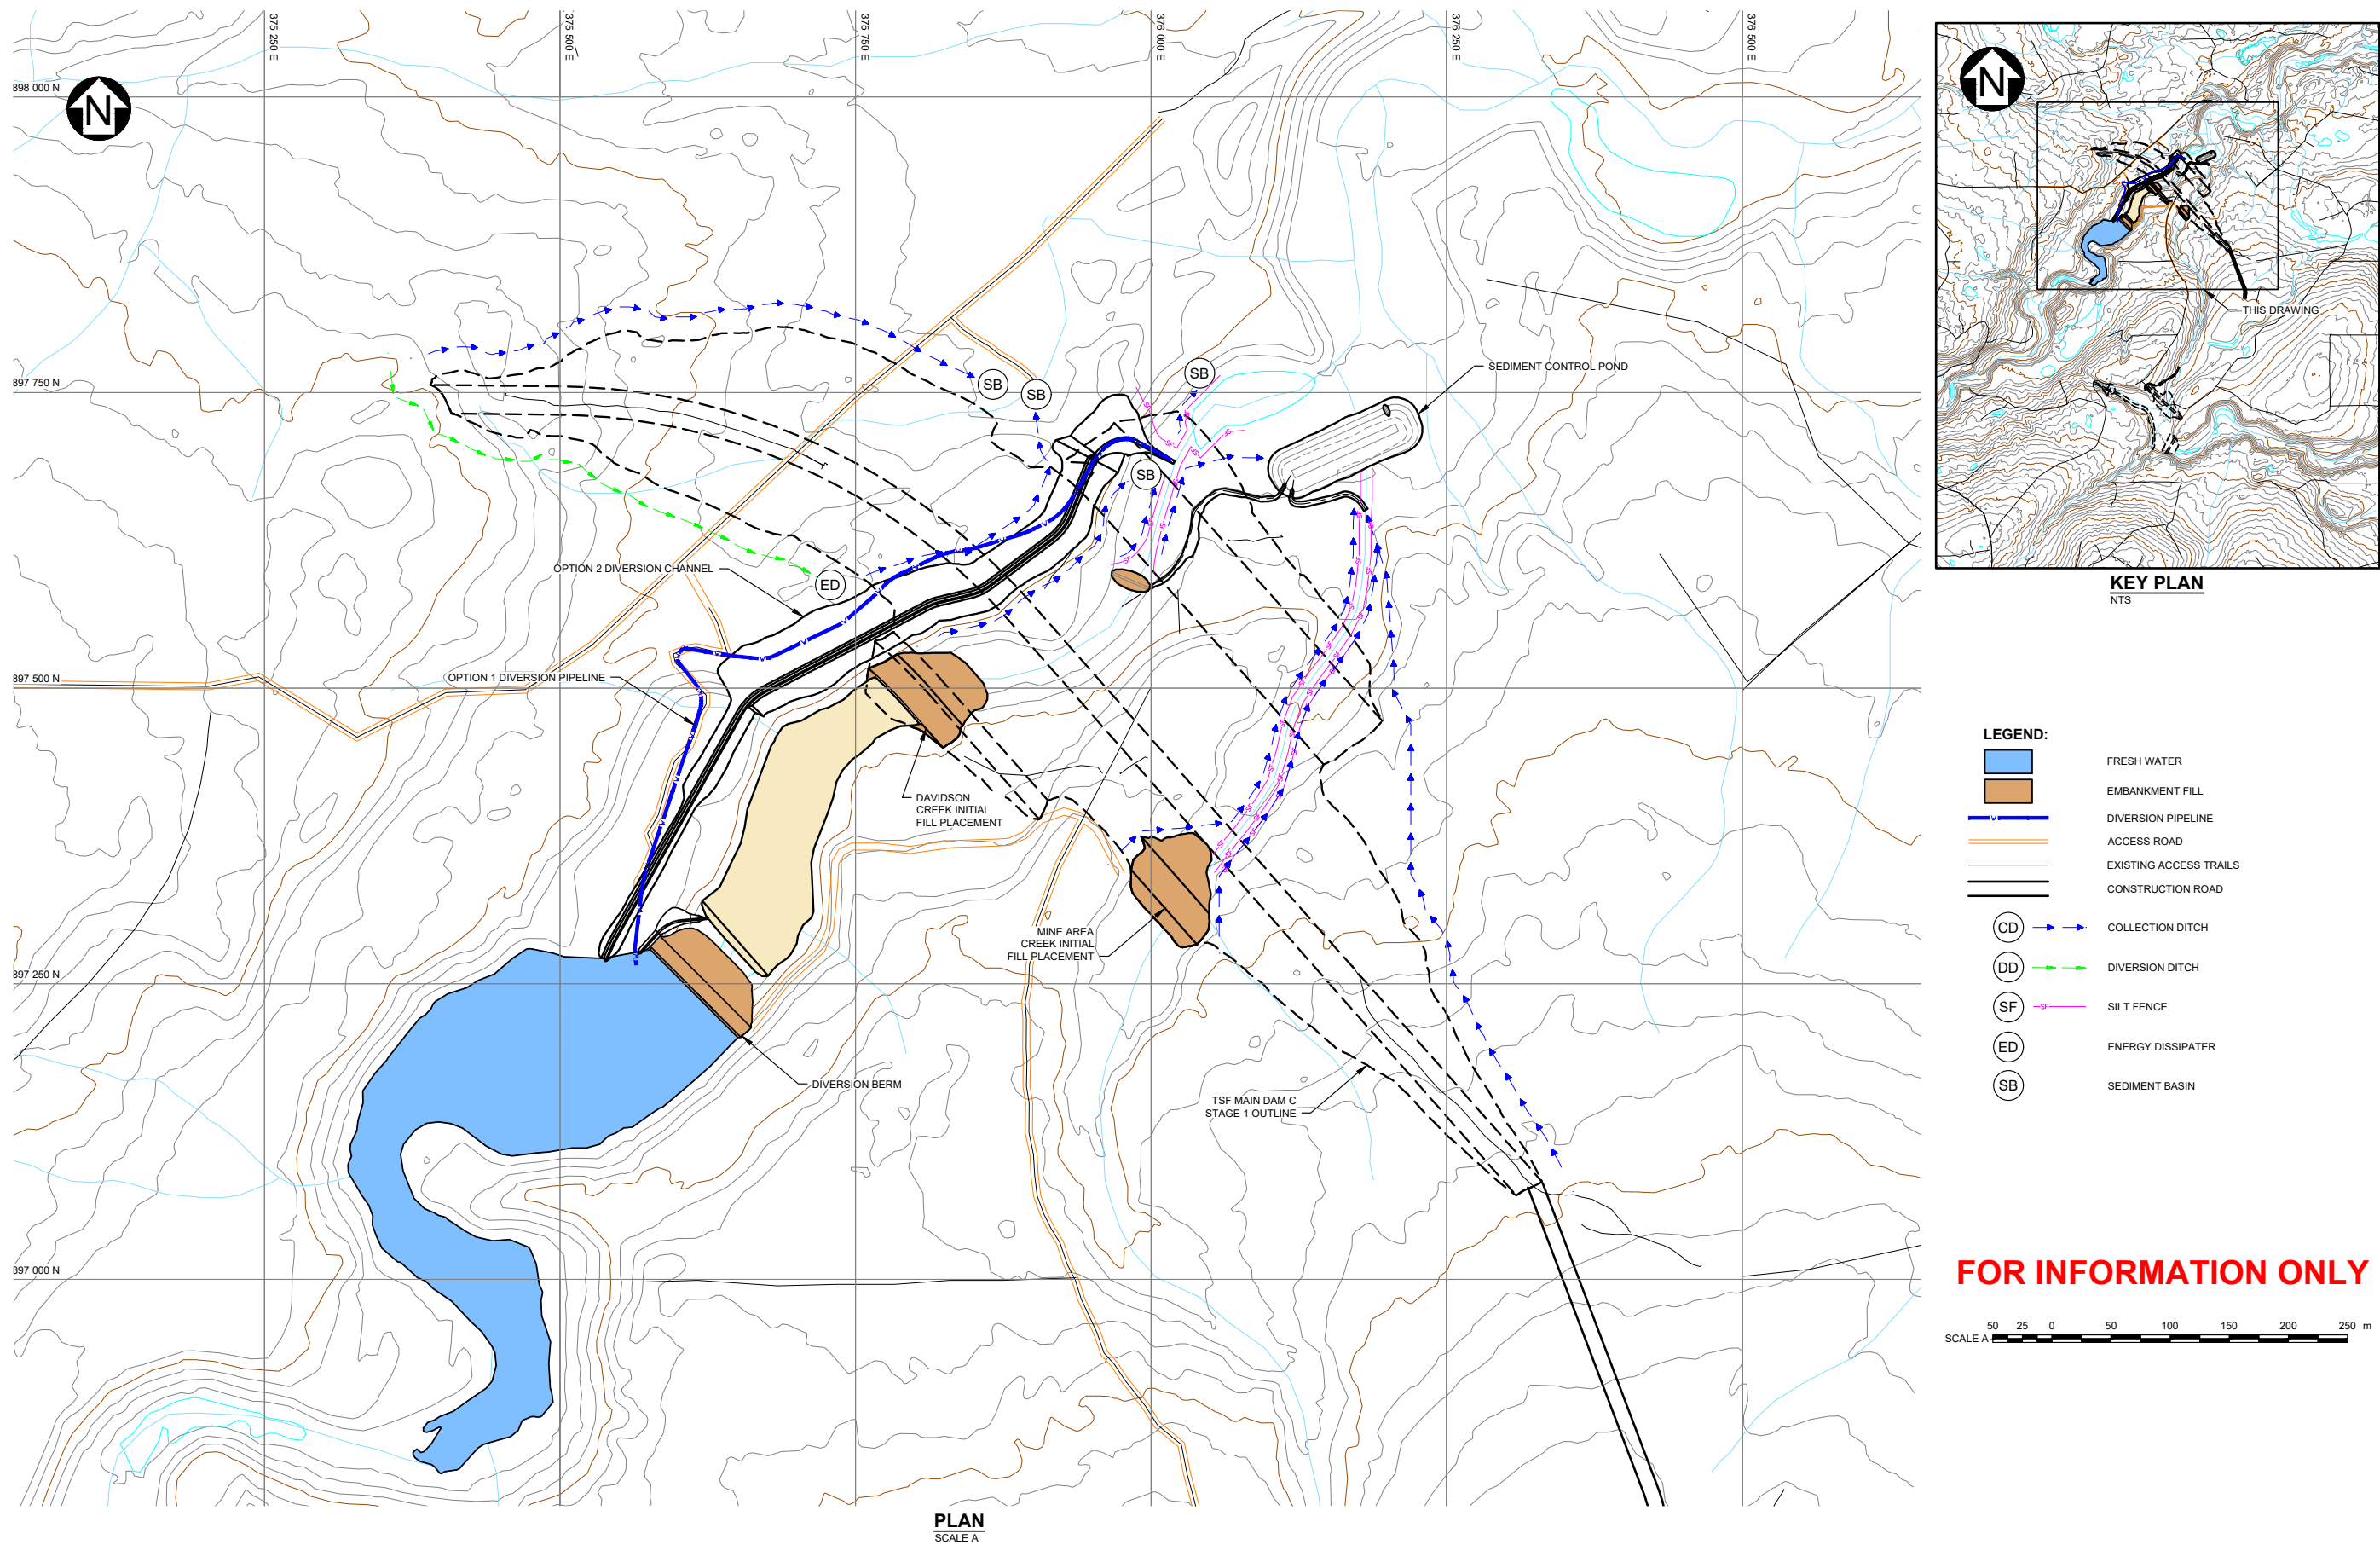 375 250 E
375 500 E
375 750 E
376 000 E
376 250 E
376 500 E
898 000 N
N
897 750 N
SB
SB
SB
SEDIMENT CONTROL POND
SB
OPTION 2 DIVERSION CHANNEL
ED
OPTION 1 DIVERSION PIPELINE
897 500 N
DAVIDSON
CREEK INITIAL
FILL PLACEMENT
MINE AREA
CREEK INITIAL
FILL PLACEMENT
897 250 N
DIVERSION BERM
TSF MAIN DAM C
STAGE 1 OUTLINE
897 000 N
PLAN
SCALE A
N
THIS DRAWING
KEY PLAN
NTS
LEGEND:
FRESH WATER
EMBANKMENT FILL
DIVERSION PIPELINE
ACCESS ROAD
EXISTING ACCESS TRAILS
CONSTRUCTION ROAD
CD COLLECTION DITCH
DD DIVERSION DITCH
SF SF SILT FENCE
ED ENERGY DISSIPATER
SB SEDIMENT BASIN
FOR INFORMATION ONLY
50 25 0 50 100 150 200 250 m
SCALE A